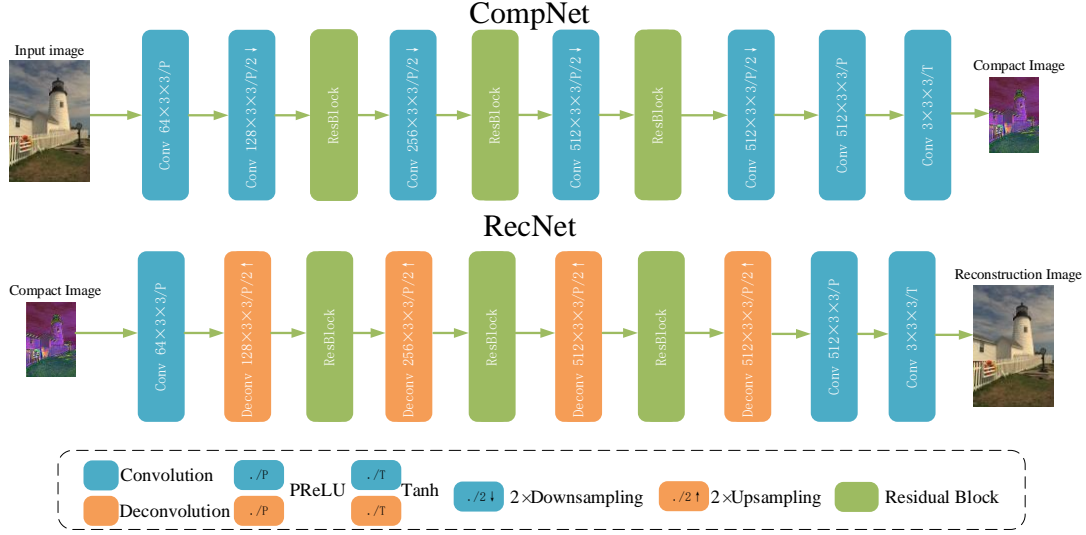 CompNet
Input image
Conv 64×3×3/P
Conv 128×3×3/P/2↓
ResBlock
Conv 256×3×3/P/2↓
ResBlock
Conv 512×3×3/P/2↓
ResBlock
Conv 512×3×3/P/2↓
Conv 512×3×3/P
Conv 3×3×3/T
Compact Image
RecNet
Compact Image
Conv 64×3×3/P
Deconv 128×3×3/P/2↑
ResBlock
Deconv 256×3×3/P/2↑
ResBlock
Deconv 512×3×3/P/2↑
ResBlock
Deconv 512×3×3/P/2↑
Conv 512×3×3/P
Conv 3×3×3/T
Reconstruction Image
Convolution ./P PReLU ./T Tanh ./2↓ 2×Downsampling ./2↑ 2×Upsampling Residual Block
Deconvolution ./P ./T